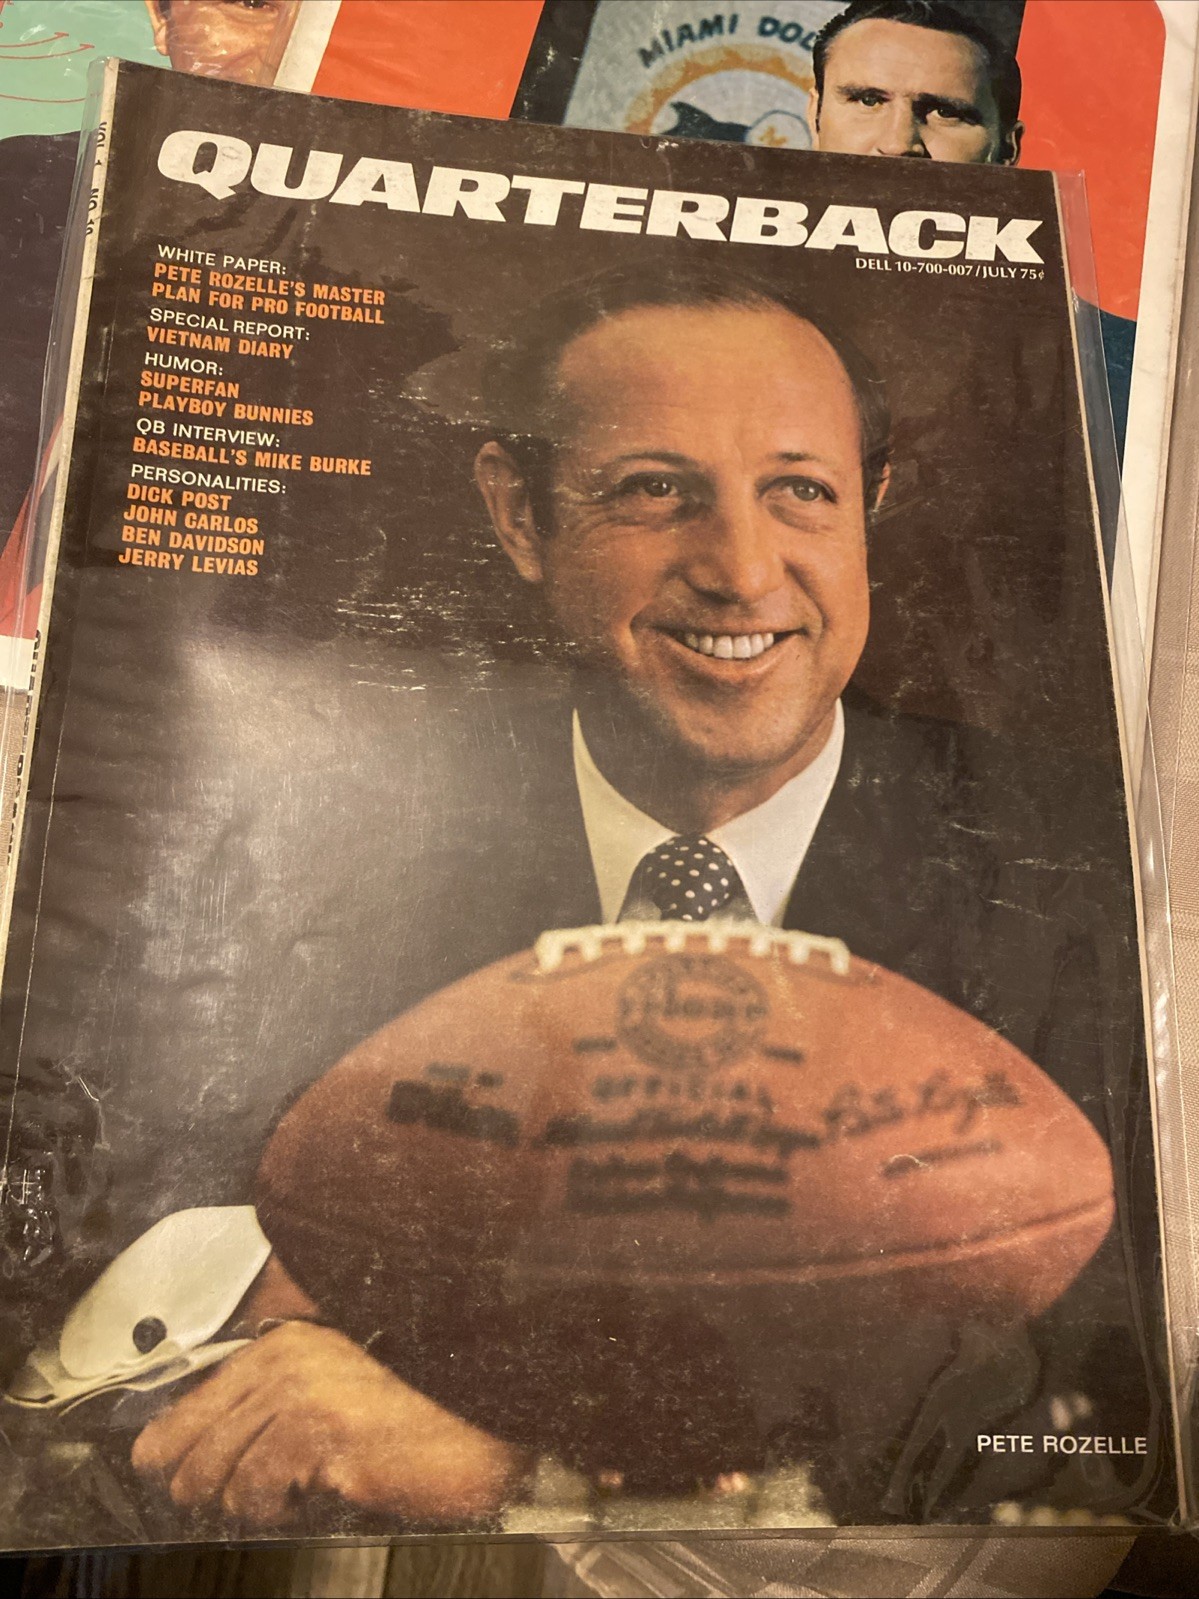 MIAMI DOL
QUARTERBACK
DELL 10-700-007/JULY 75¢
WHITE PAPER:
PETE ROZELLE'S MASTER
PLAN FOR PRO FOOTBALL
SPECIAL REPORT:
VIETNAM DIARY
HUMOR:
SUPERFAN
PLAYBOY BUNNIES
QB INTERVIEW:
BASEBALL'S MIKE BURKE
PERSONALITIES:
DICK POST
JOHN CARLOS
BEN DAVIDSON
JERRY LEVIAS
OFFICIAL
PETE ROZELLE